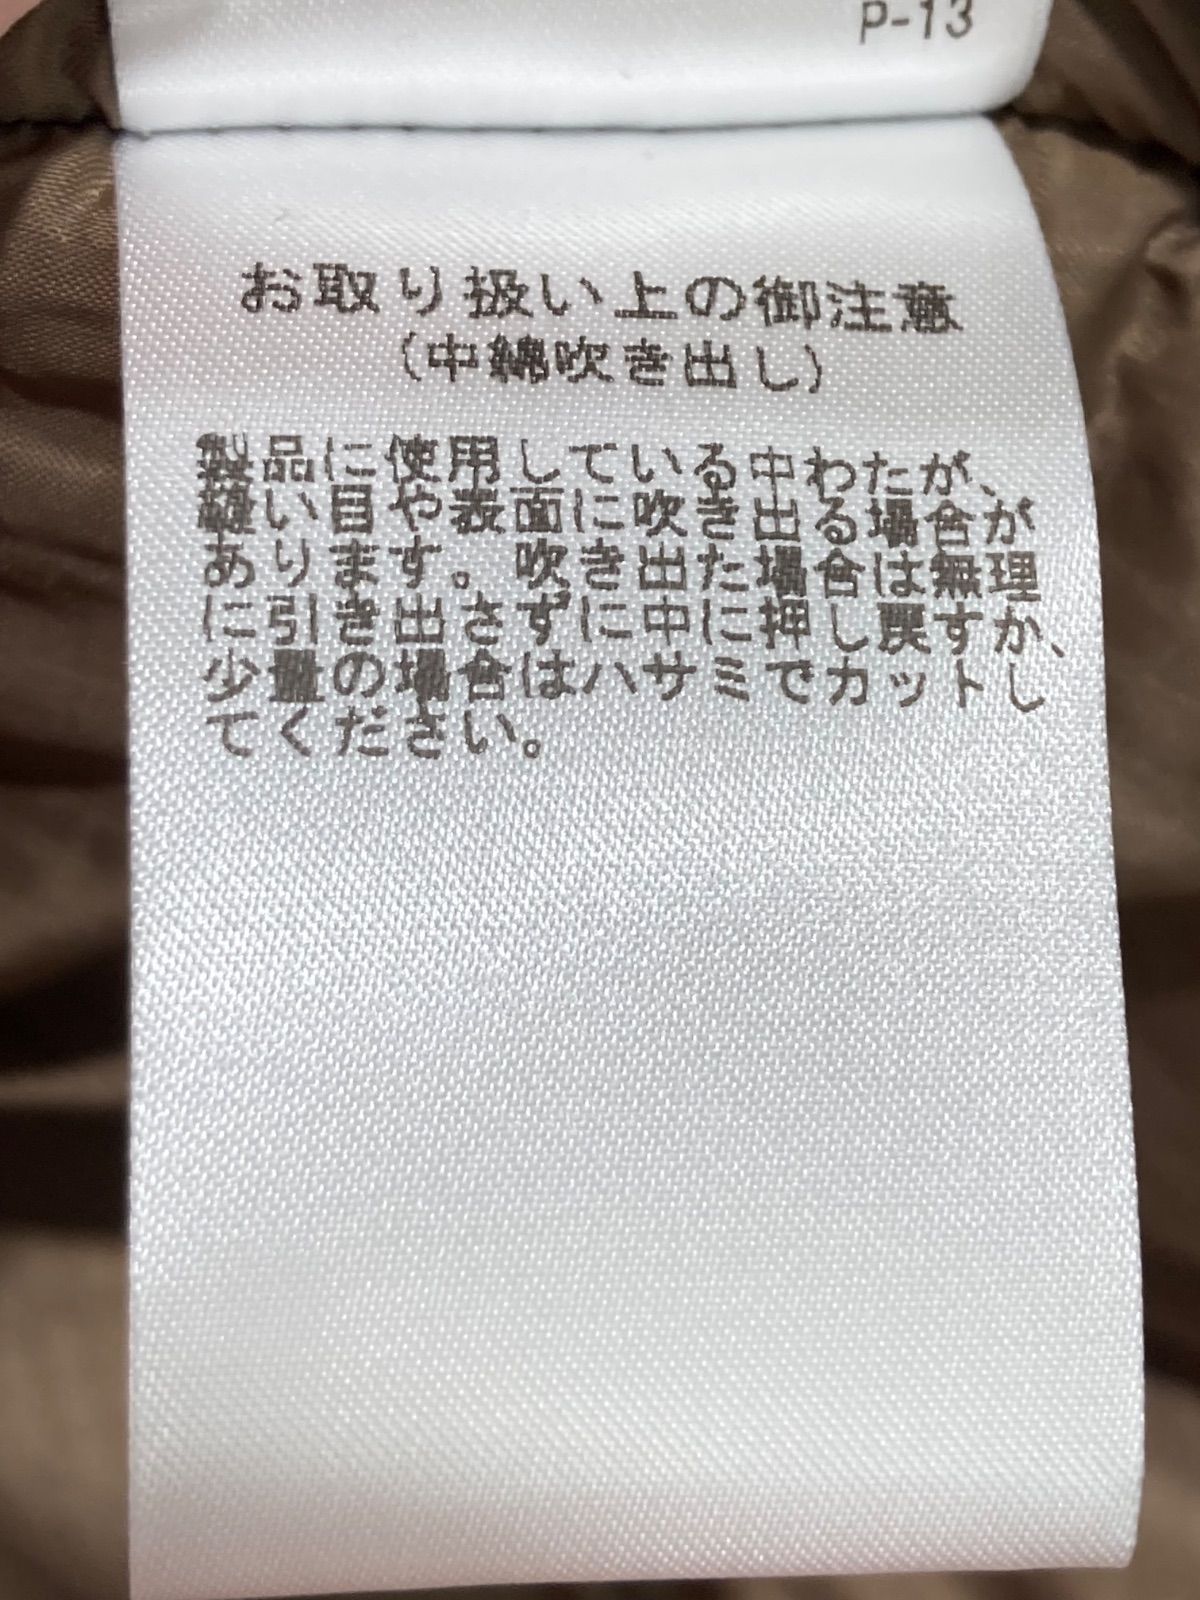 P-13
お取り扱い上の御注意
(中綿吹き出し)
製品に使用している中わたが、
縫い目や表面に吹き出る場合が
あります。吹き出た場合は無理
に引き出さずに中に押し戻すか、
少量の場合はハサミでカットし
てください。